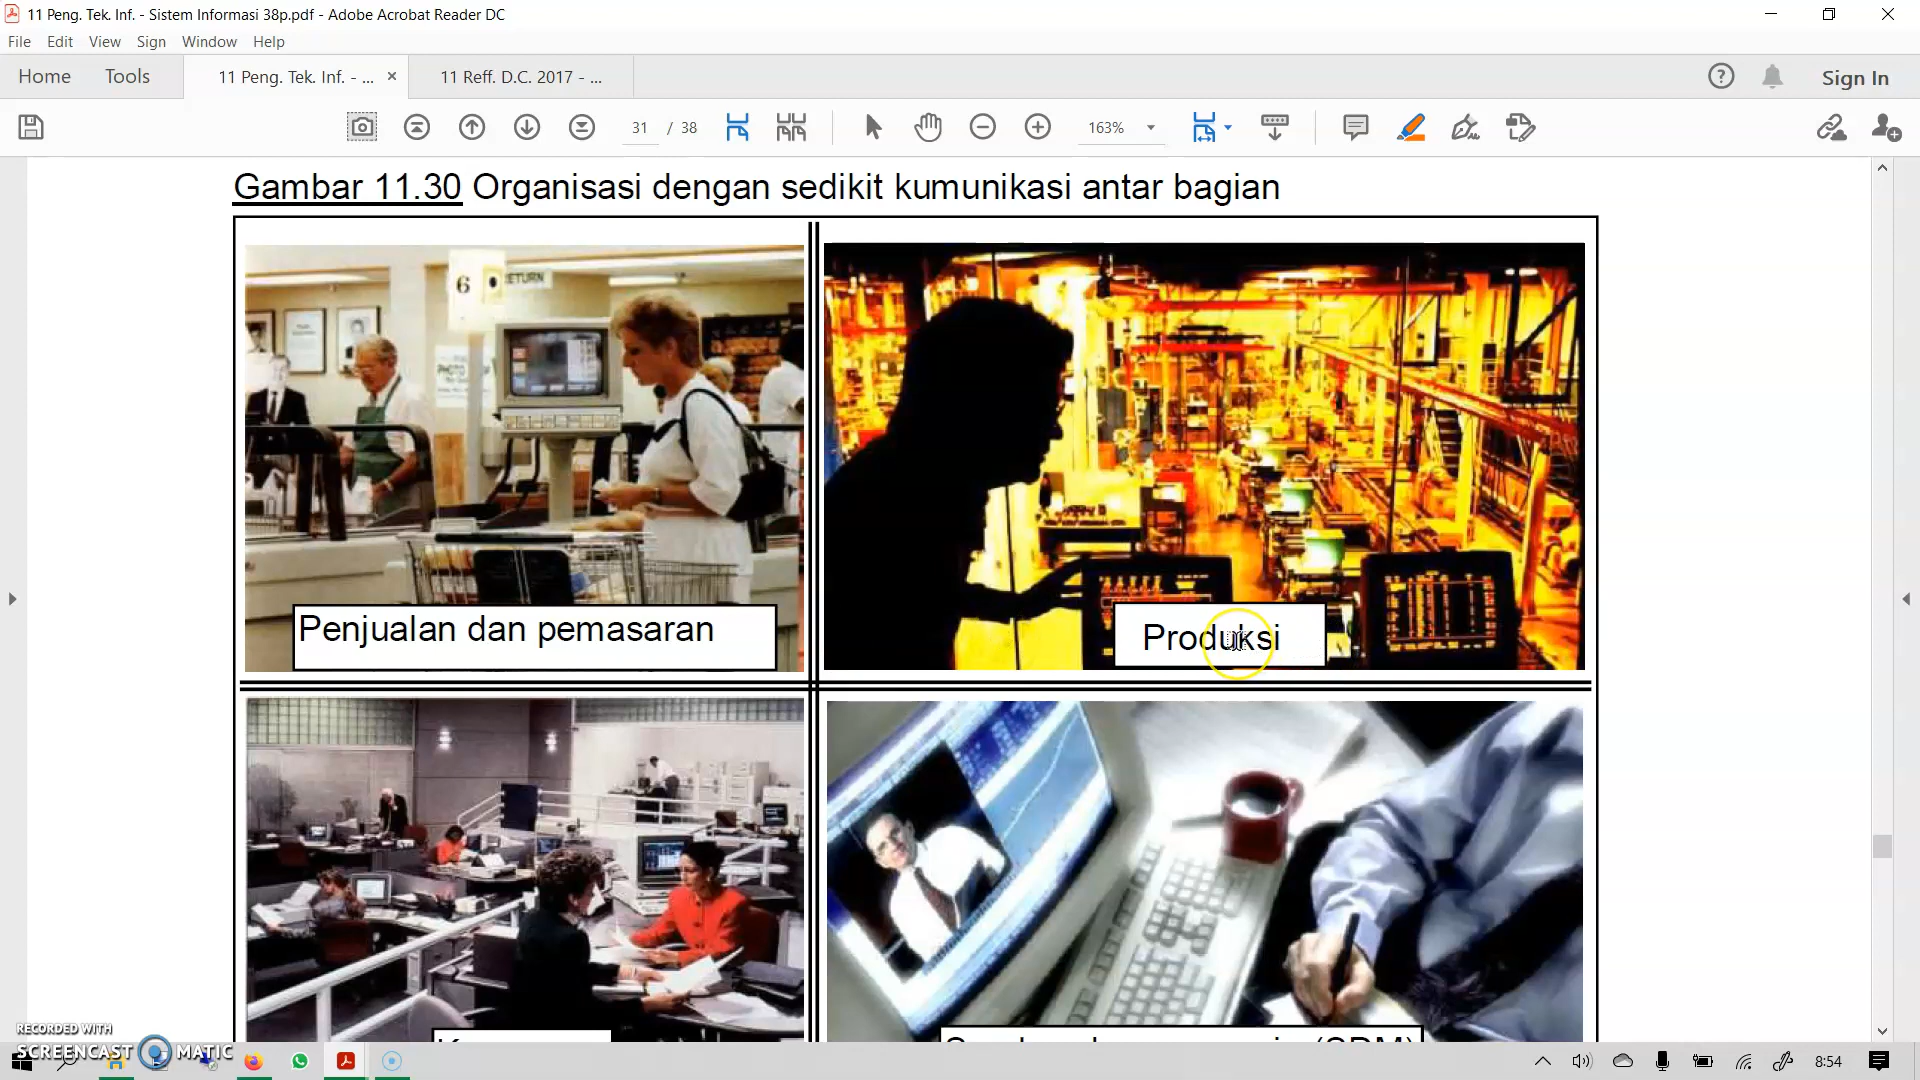 11 Peng. Tek. Inf. - Sistem Informasi 38p.pdf - Adobe Acrobat Reader DC
File Edit View Sign Window Help
Home Tools 11 Peng. Tek. Inf. - ... 11 Reff. D.C. 2017 - ... Sign In
31 / 38 163%
Gambar 11.30 Organisasi dengan sedikit kumunikasi antar bagian
6
RETURN
Penjualan dan pemasaran
Produksi
RECORDED WITH
SCREENCAST MATIC
8:54